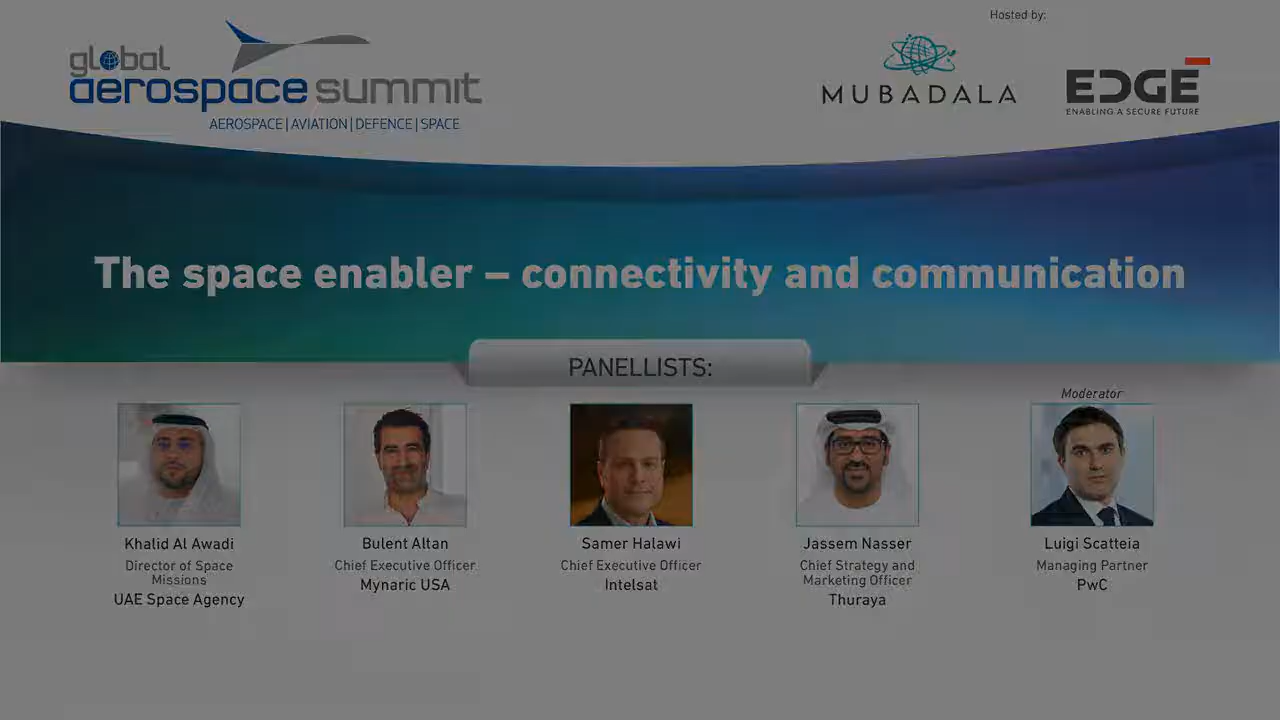 Hosted by:
global
aerospace summit
AEROSPACE | AVIATION | DEFENCE | SPACE
MUBADALA
EDGE
ENABLING A SECURE FUTURE
The space enabler – connectivity and communication
PANELLISTS:
Moderator
Khalid Al Awadi
Director of Space
Missions
UAE Space Agency
Bulent Altan
Chief Executive Officer
Mynaric USA
Samer Halawi
Chief Executive Officer
Intelsat
Jassem Nasser
Chief Strategy and
Marketing Officer
Thuraya
Luigi Scatteia
Managing Partner
PwC